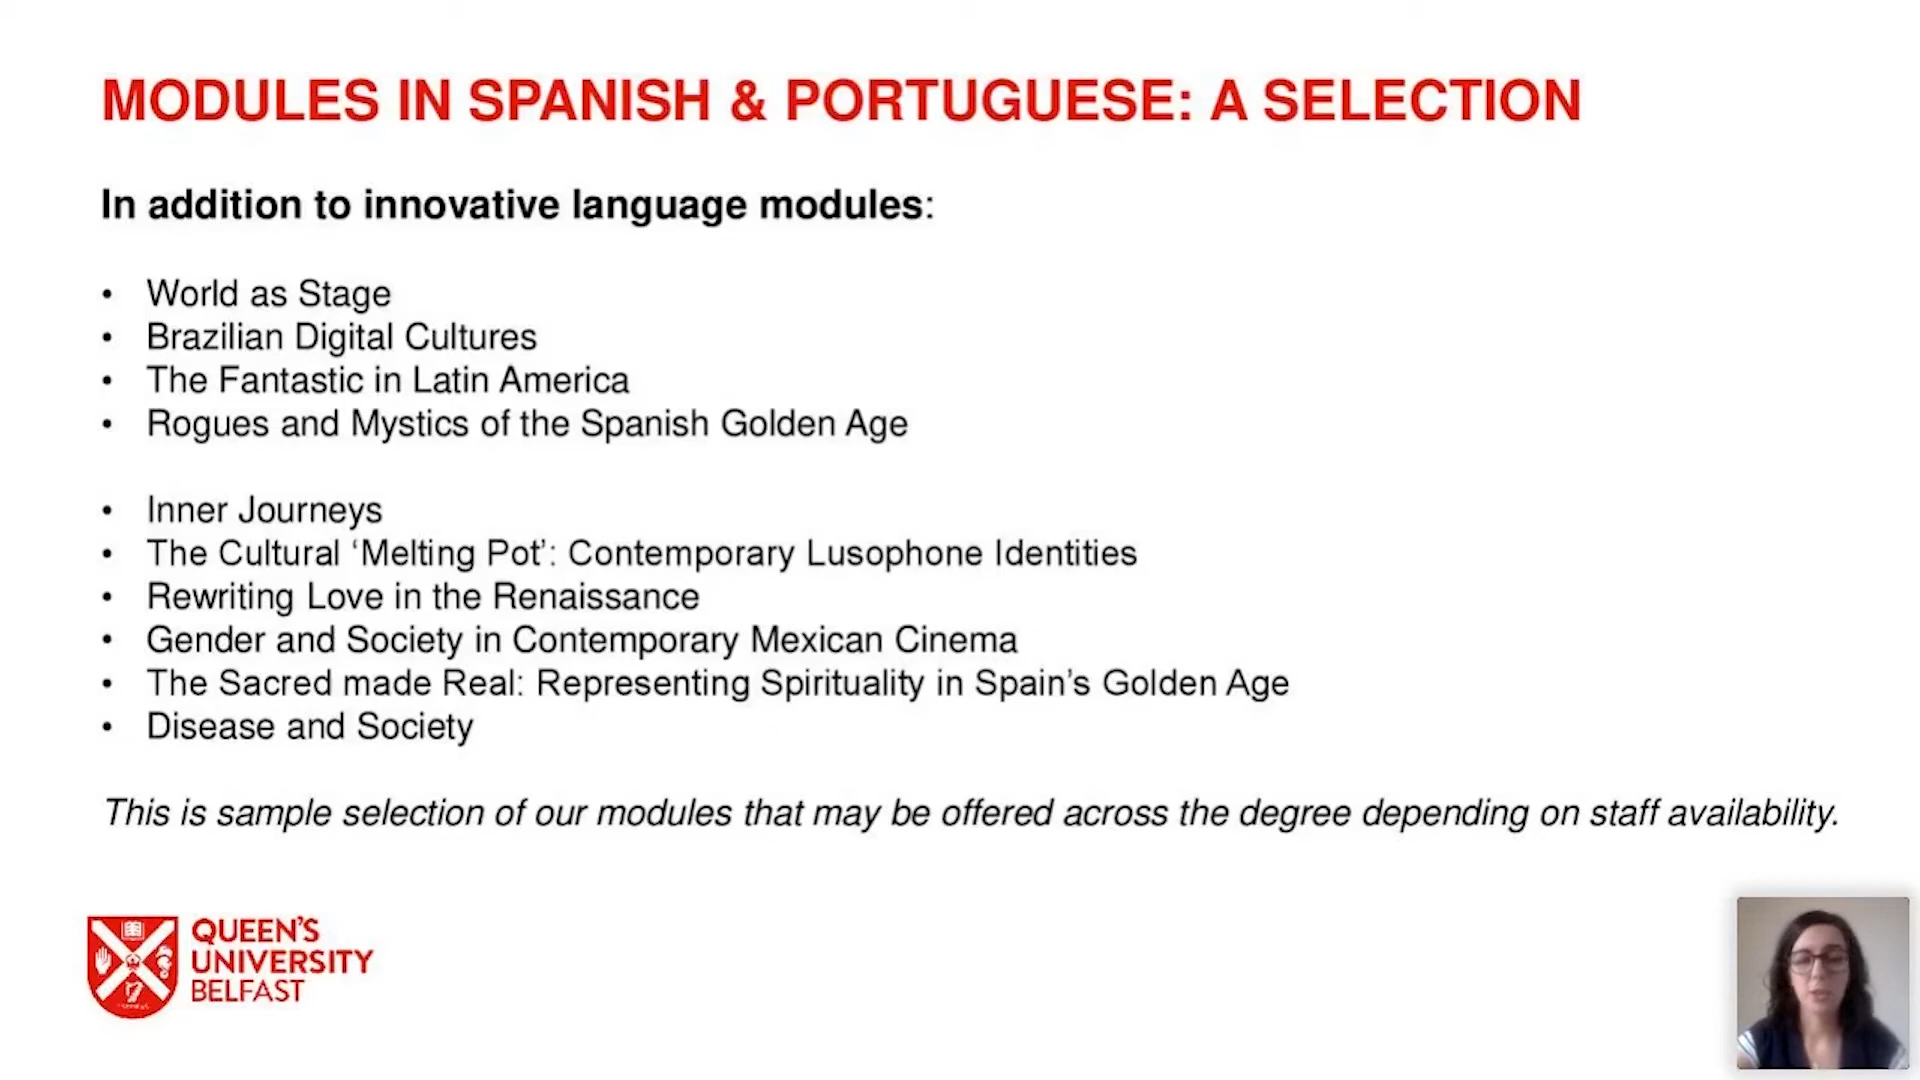 MODULES IN SPANISH & PORTUGUESE: A SELECTION
In addition to innovative language modules:
• World as Stage
• Brazilian Digital Cultures
• The Fantastic in Latin America
• Rogues and Mystics of the Spanish Golden Age
• Inner Journeys
• The Cultural ‘Melting Pot’: Contemporary Lusophone Identities
• Rewriting Love in the Renaissance
• Gender and Society in Contemporary Mexican Cinema
• The Sacred made Real: Representing Spirituality in Spain’s Golden Age
• Disease and Society
This is sample selection of our modules that may be offered across the degree depending on staff availability.
QUEEN’S
UNIVERSITY
BELFAST